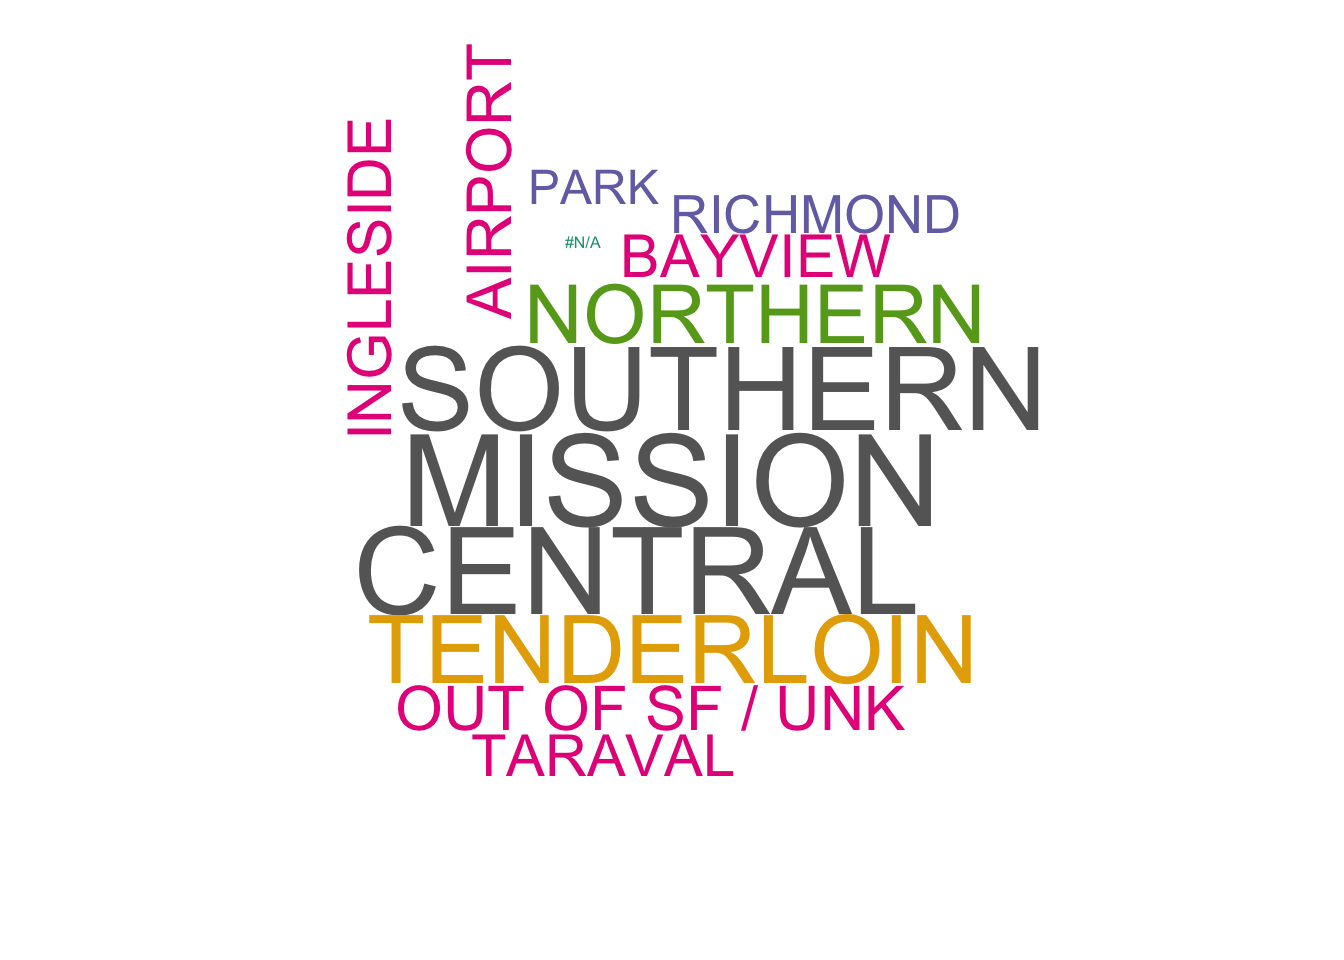 INGLESIDE
AIRPORT
PARK
RICHMOND
#N/A
BAYVIEW
NORTHERN
SOUTHERN
MISSION
CENTRAL
TENDERLOIN
OUT OF SF / UNK
TARAVAL